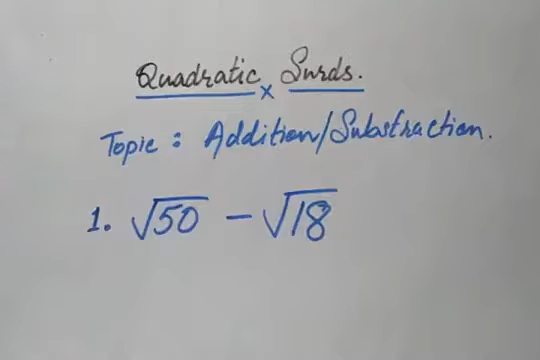 Quadratic Surds.
Topic : Addition/Substraction.
1. √50 − √18